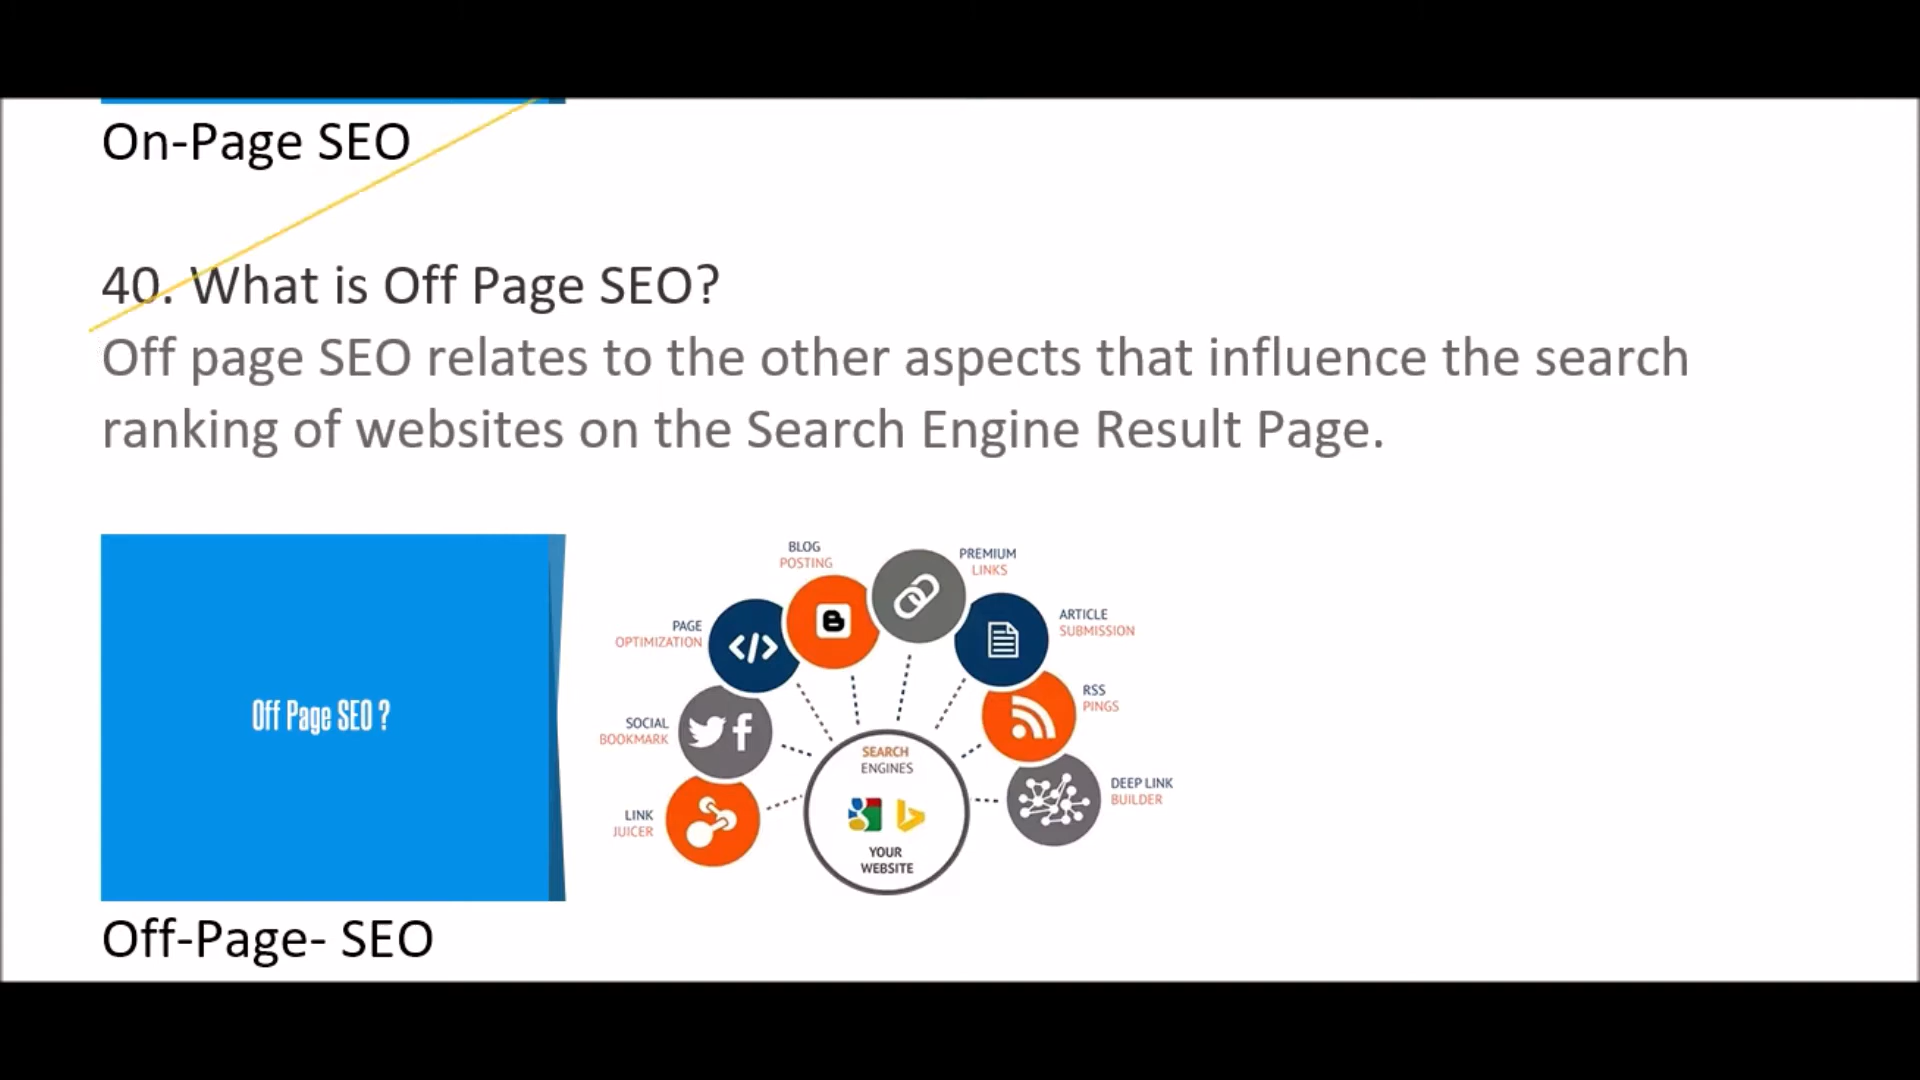 On-Page SEO
40. What is Off Page SEO?
Off page SEO relates to the other aspects that influence the search
ranking of websites on the Search Engine Result Page.
Off Page SEO ?
BLOG
POSTING
PREMIUM
LINKS
PAGE
OPTIMIZATION
ARTICLE
SUBMISSION
SOCIAL
BOOKMARK
RSS
PINGS
LINK
JUICER
DEEP LINK
BUILDER
SEARCH
ENGINES
YOUR
WEBSITE
Off-Page- SEO